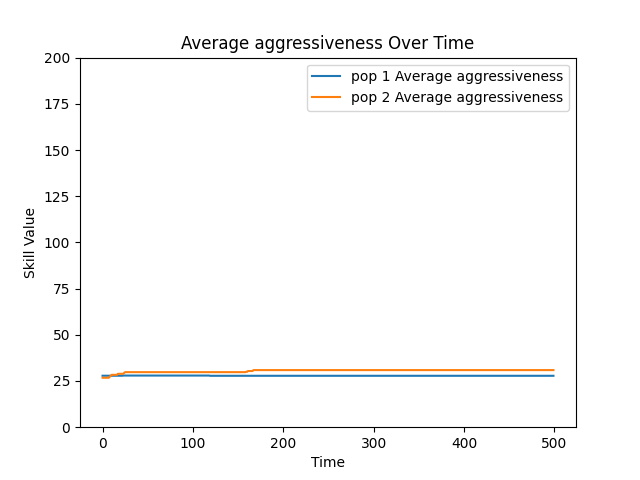 Average aggressiveness Over Time
pop 1 Average aggressiveness
pop 2 Average aggressiveness
Skill Value
200
175
150
125
100
75
50
25
0
0 100 200 300 400 500
Time